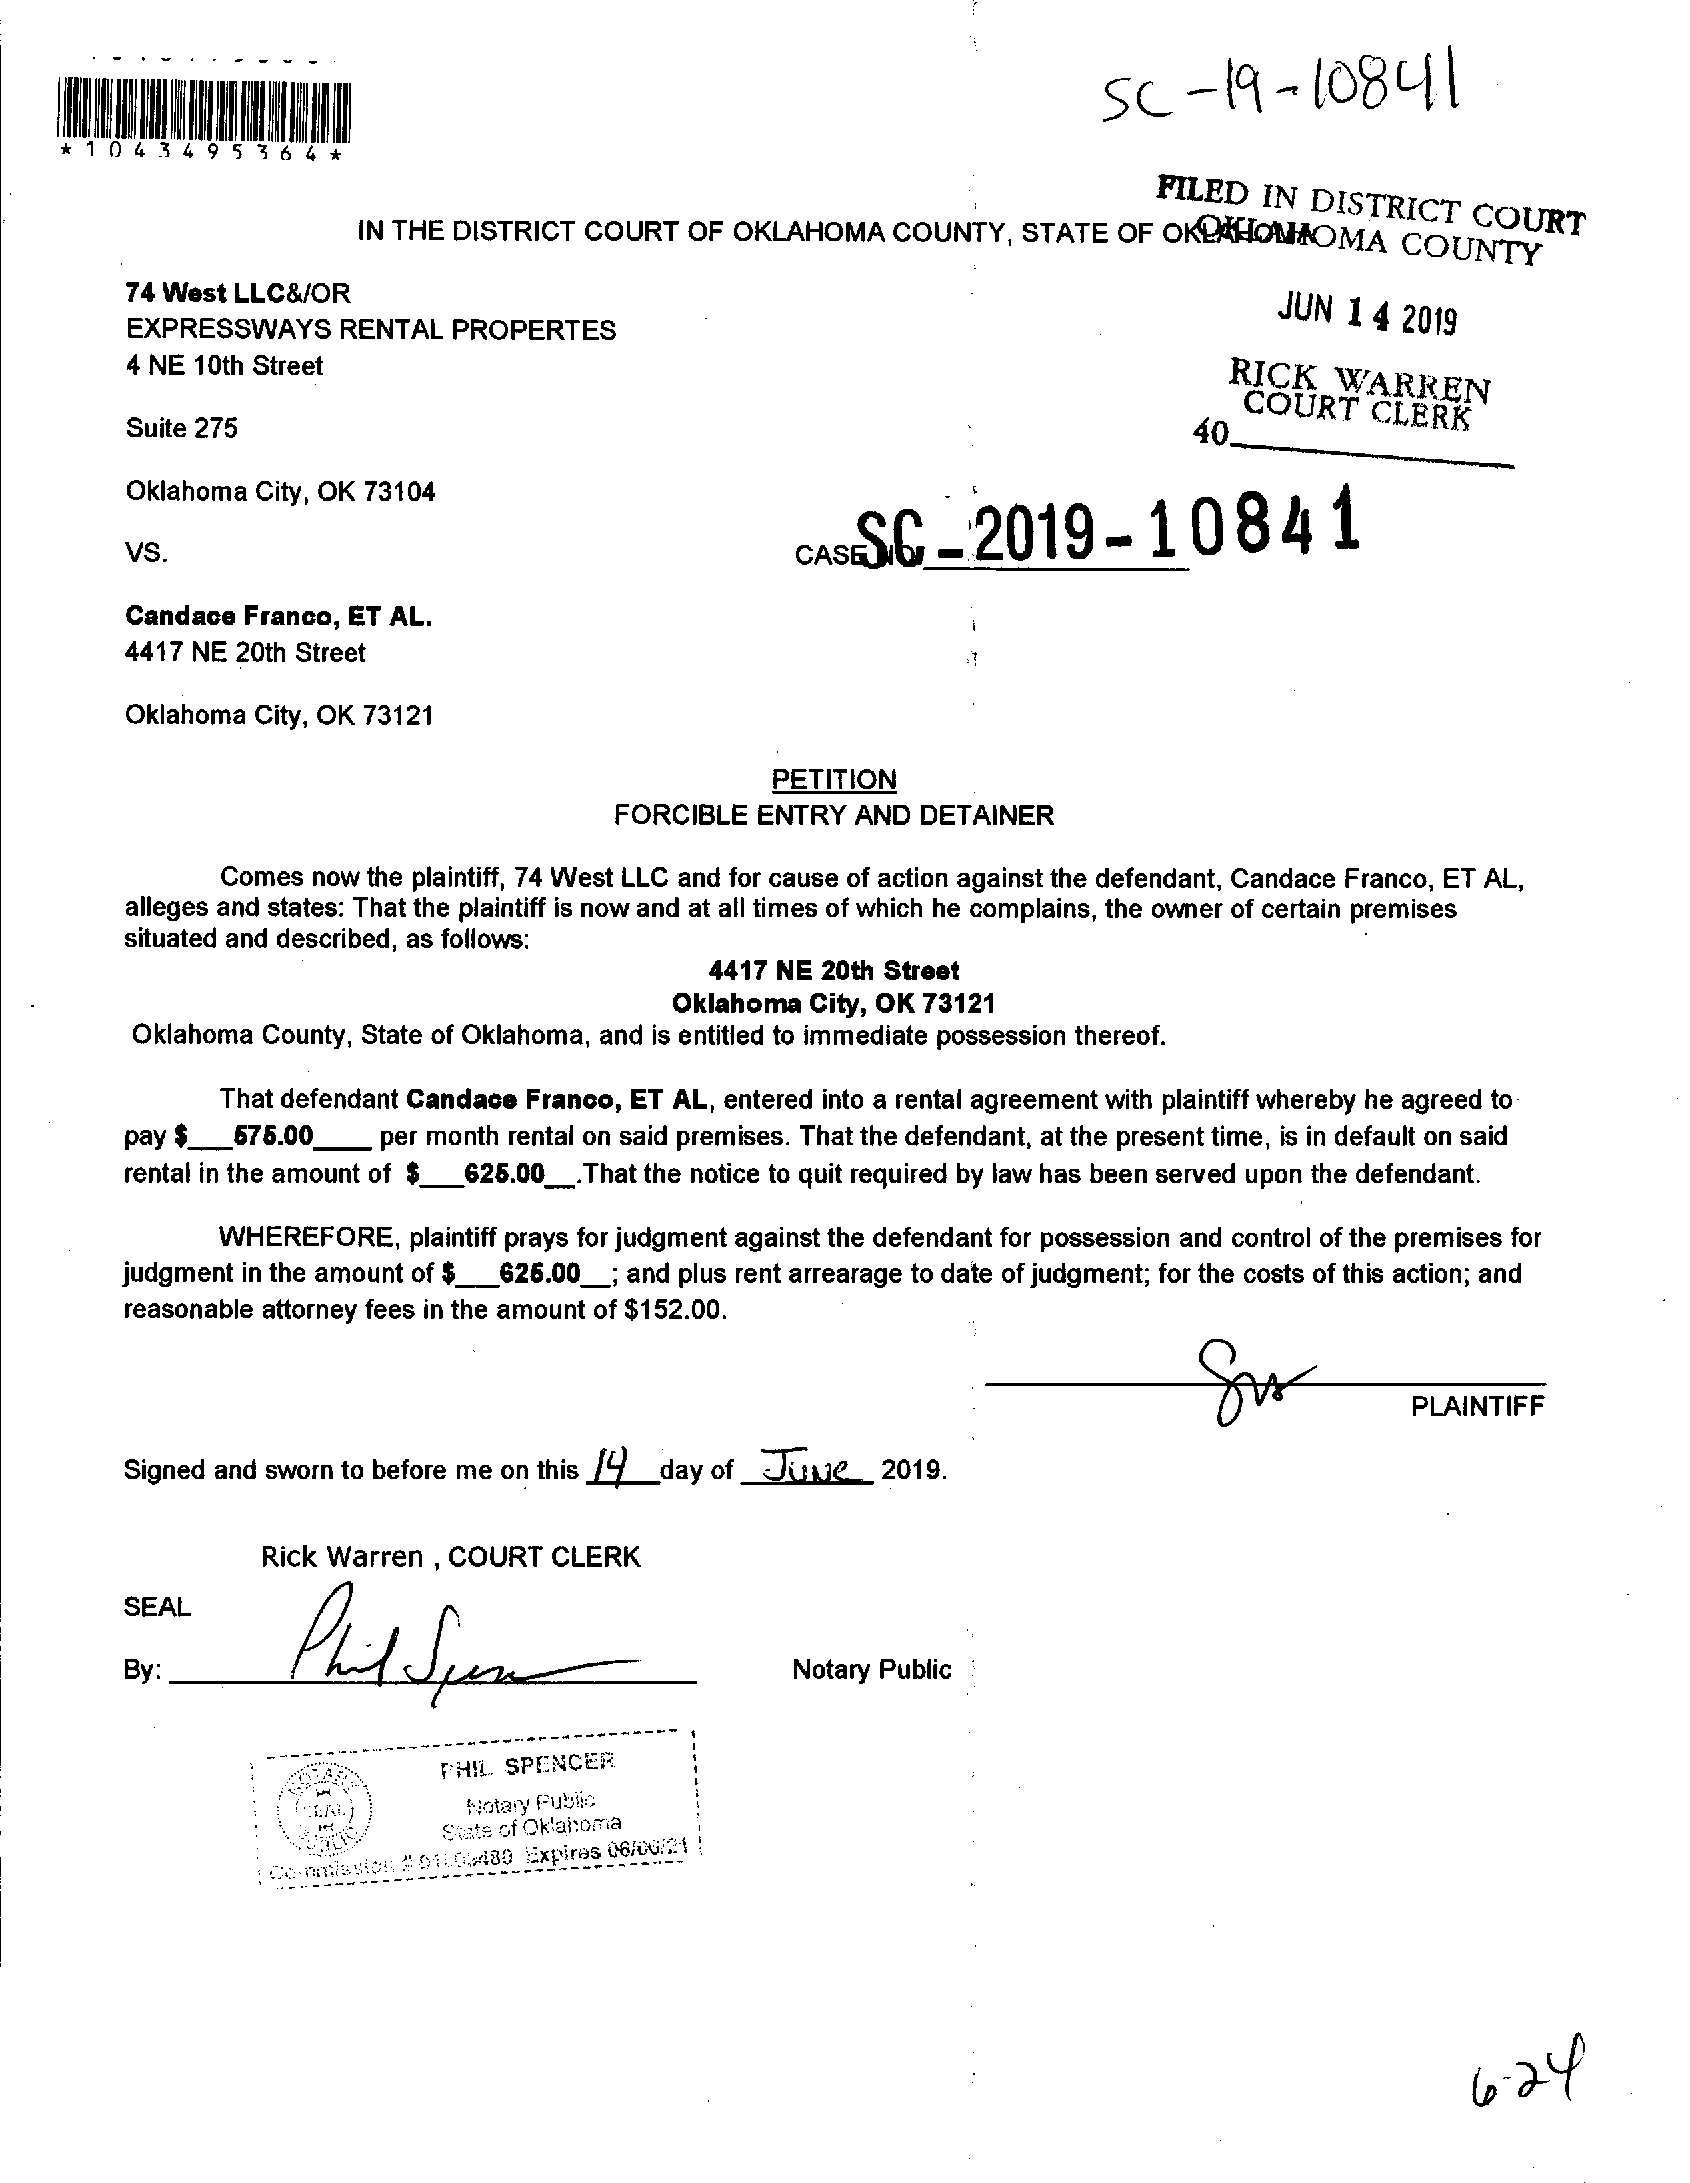 SC-19-10841
*1043495364*
FILED IN DISTRICT COURT
OKLAHOMA COUNTY
IN THE DISTRICT COURT OF OKLAHOMA COUNTY, STATE OF OKLAHOMA
74 West LLC&/OR
EXPRESSWAYS RENTAL PROPERTES
JUN 14 2019
4 NE 10th Street
RICK WARREN
COURT CLERK
Suite 275
40
Oklahoma City, OK 73104
VS.
CASE NO. SC-2019-10841
Candace Franco, ET AL.
4417 NE 20th Street
Oklahoma City, OK 73121
PETITION
FORCIBLE ENTRY AND DETAINER
Comes now the plaintiff, 74 West LLC and for cause of action against the defendant, Candace Franco, ET AL,
alleges and states: That the plaintiff is now and at all times of which he complains, the owner of certain premises
situated and described, as follows:
4417 NE 20th Street
Oklahoma City, OK 73121
Oklahoma County, State of Oklahoma, and is entitled to immediate possession thereof.
That defendant Candace Franco, ET AL, entered into a rental agreement with plaintiff whereby he agreed to
pay $___575.00____ per month rental on said premises. That the defendant, at the present time, is in default on said
rental in the amount of $___625.00__.That the notice to quit required by law has been served upon the defendant.
WHEREFORE, plaintiff prays for judgment against the defendant for possession and control of the premises for
judgment in the amount of $___625.00__; and plus rent arrearage to date of judgment; for the costs of this action; and
reasonable attorney fees in the amount of $152.00.
PLAINTIFF
Signed and sworn to before me on this 14 day of June 2019.
Rick Warren , COURT CLERK
SEAL
By: Phil Spencer Notary Public
PHIL SPENCER
Notary Public
State of Oklahoma
Commission # Expires 06/06/21
6-24